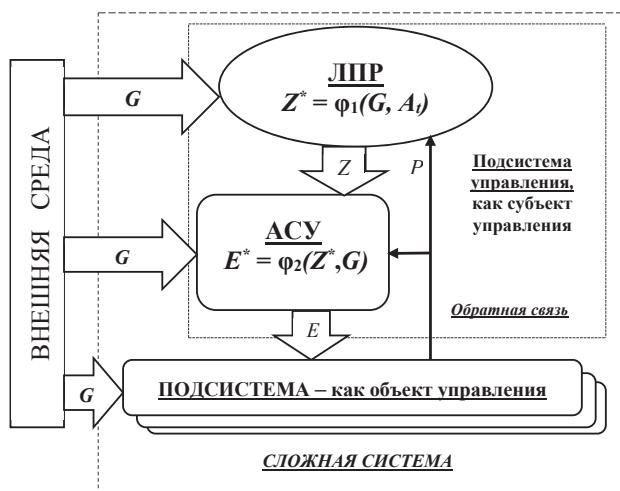 ВНЕШНЯЯ СРЕДА
G
ЛПР
Z* = φ₁(G, Aₜ)
Z
P
Подсистема
управления,
как субъект
управления
G
АСУ
E* = φ₂(Z*,G)
E
Обратная связь
G
ПОДСИСТЕМА – как объект управления
СЛОЖНАЯ СИСТЕМА